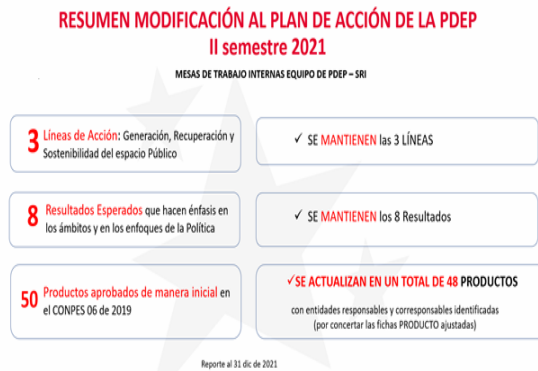 RESUMEN MODIFICACIÓN AL PLAN DE ACCIÓN DE LA PDEP
II semestre 2021
MESAS DE TRABAJO INTERNAS EQUIPO DE PDEP – SRI
3 Líneas de Acción: Generación, Recuperación y
Sostenibilidad del espacio Público
✓ SE MANTIENEN las 3 LÍNEAS
8 Resultados Esperados que hacen énfasis en
los ámbitos y en los enfoques de la Política
✓ SE MANTIENEN los 8 Resultados
50 Productos aprobados de manera inicial en
el CONPES 06 de 2019
✓SE ACTUALIZAN EN UN TOTAL DE 48 PRODUCTOS
con entidades responsables y corresponsables identificadas
(por concertar las fichas PRODUCTO ajustadas)
Reporte al 31 dic de 2021